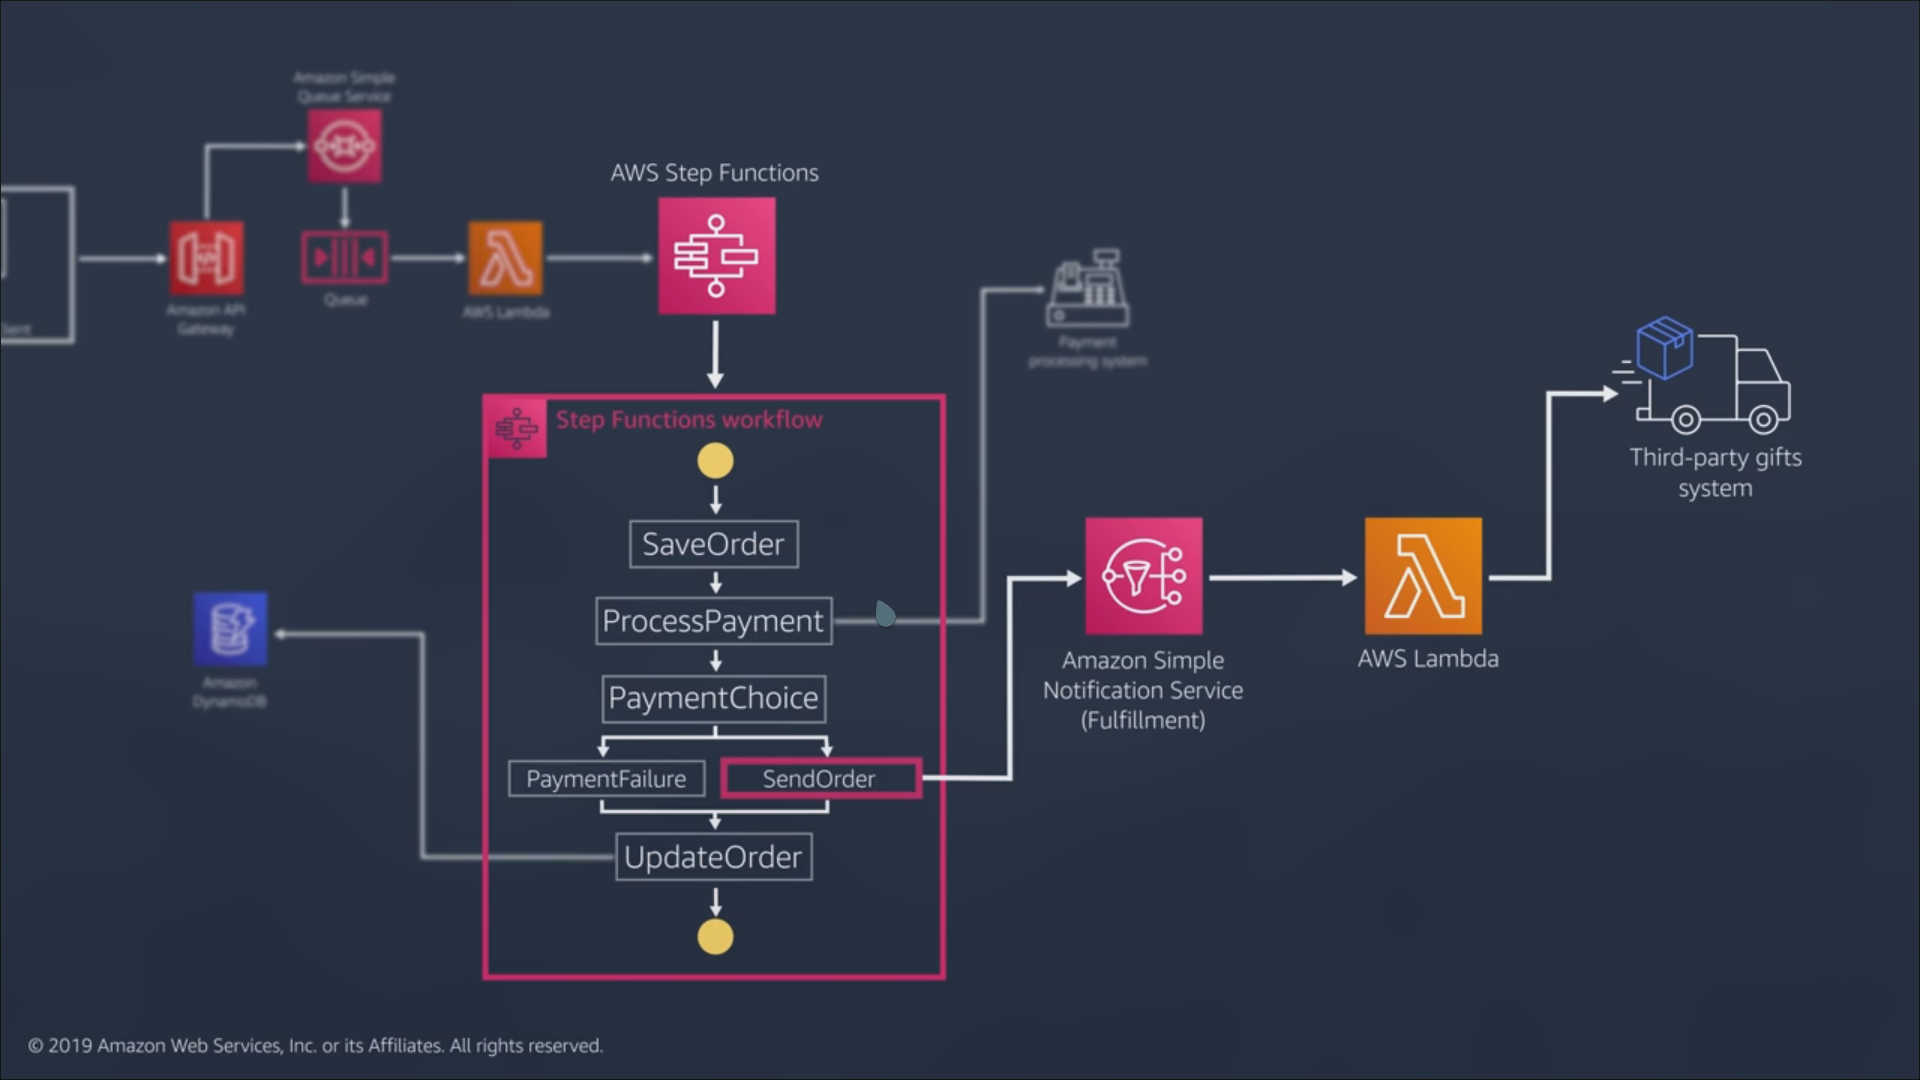 Amazon Simple
Queue Service
AWS Step Functions
Amazon API
Gateway
Queue
AWS Lambda
Payment
processing system
Third-party gifts
system
Step Functions workflow
SaveOrder
ProcessPayment
PaymentChoice
PaymentFailure
SendOrder
UpdateOrder
Amazon
DynamoDB
Amazon Simple
Notification Service
(Fulfillment)
AWS Lambda
© 2019 Amazon Web Services, Inc. or its Affiliates. All rights reserved.